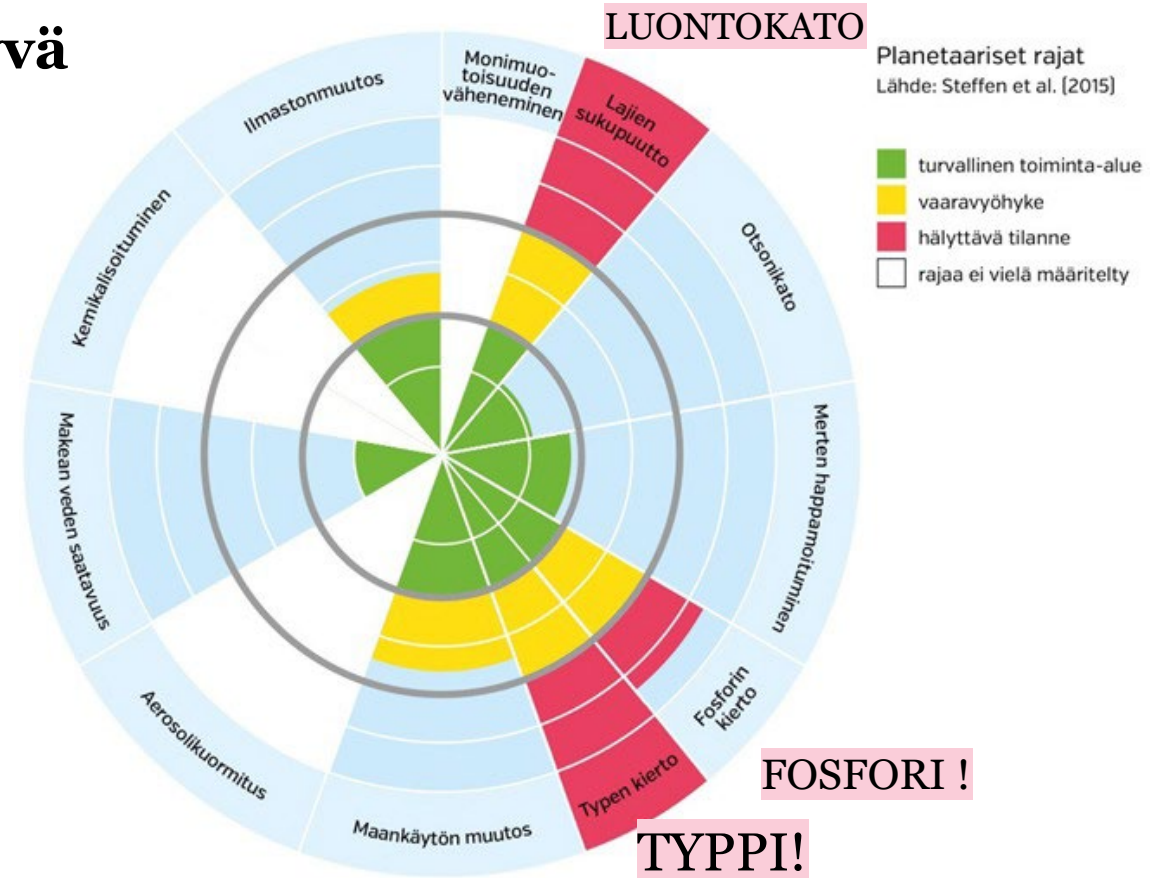 vä
LUONTOKATO
Planetaariset rajat
Lähde: Steffen et al. (2015)
turvallinen toiminta-alue
vaaravyöhyke
hälyttävä tilanne
rajaa ei vielä määritelty
Ilmastonmuutos
Monimuo-
toisuuden
väheneminen
Lajien
sukupuutto
Otsonikato
Merten happamoituminen
Fosforin
kierto
Typen kierto
Maankäytön muutos
Aerosolikuormitus
Makean veden saatavuus
Kemikalisoituminen
FOSFORI !
TYPPI!